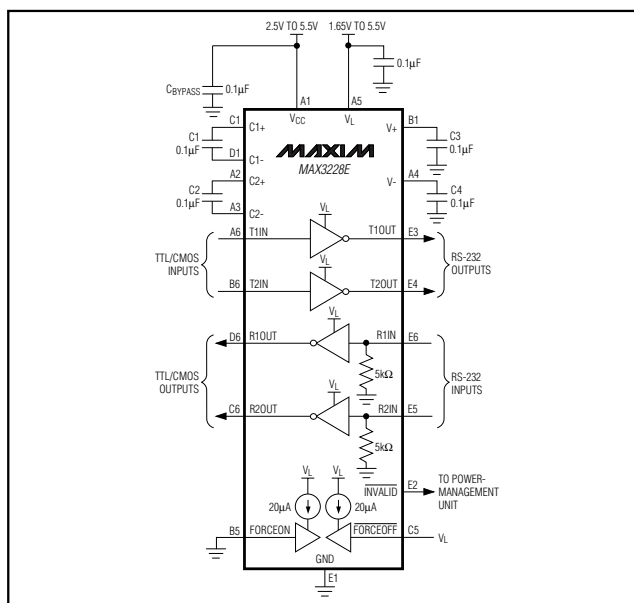 2.5V TO 5.5V
1.65V TO 5.5V
CBYPASS
0.1µF
0.1µF
A1
A5
VCC
VL
C1
C1+
C1
0.1µF
D1
C1-
A2
C2+
C2
0.1µF
A3
C2-
MAXIM
MAX3228E
V+
B1
C3
0.1µF
V-
A4
C4
0.1µF
VL
TTL/CMOS
INPUTS
A6
T1IN
T1OUT
E3
RS-232
OUTPUTS
VL
B6
T2IN
T2OUT
E4
VL
TTL/CMOS
OUTPUTS
D6
R1OUT
R1IN
E6
5kΩ
RS-232
INPUTS
VL
C6
R2OUT
R2IN
E5
5kΩ
INVALID
E2
TO POWER-
MANAGEMENT
UNIT
VL
VL
20µA
20µA
B5
FORCEON
FORCEOFF
C5
VL
GND
E1